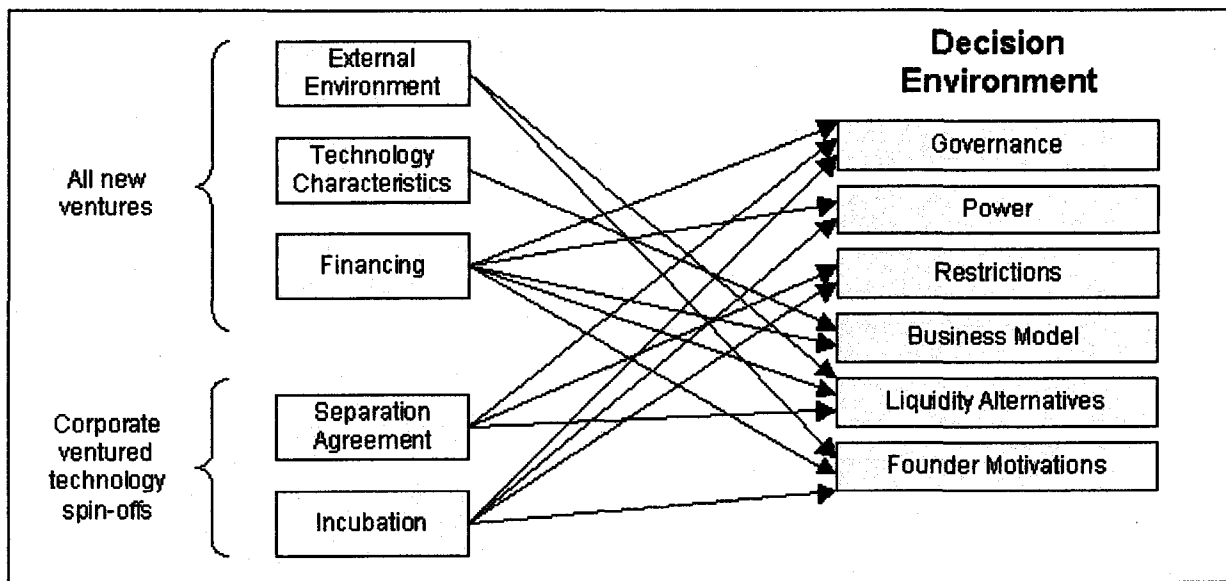 Decision
Environment
All new
ventures
External
Environment
Technology
Characteristics
Financing
Corporate
ventured
technology
spin-offs
Separation
Agreement
Incubation
Governance
Power
Restrictions
Business Model
Liquidity Alternatives
Founder Motivations